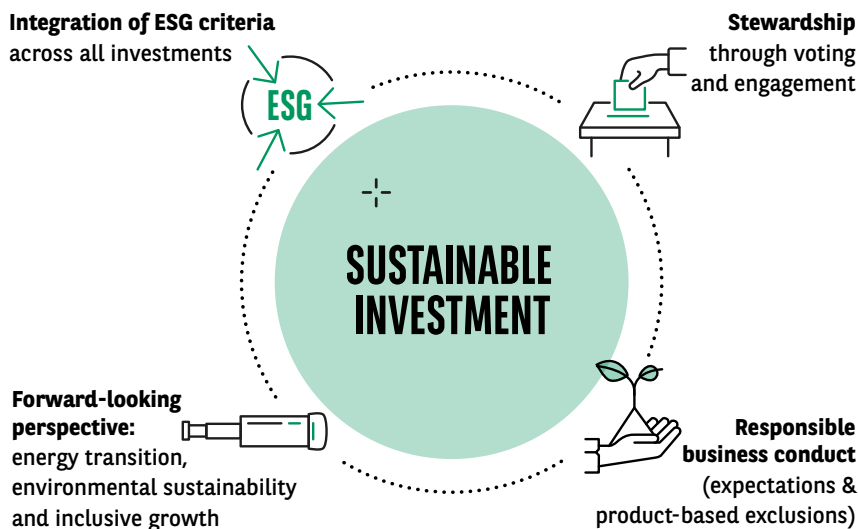 Integration of ESG criteria
across all investments
ESG
Stewardship
through voting
and engagement
SUSTAINABLE
INVESTMENT
Forward-looking
perspective:
energy transition,
environmental sustainability
and inclusive growth
Responsible
business conduct
(expectations &
product-based exclusions)